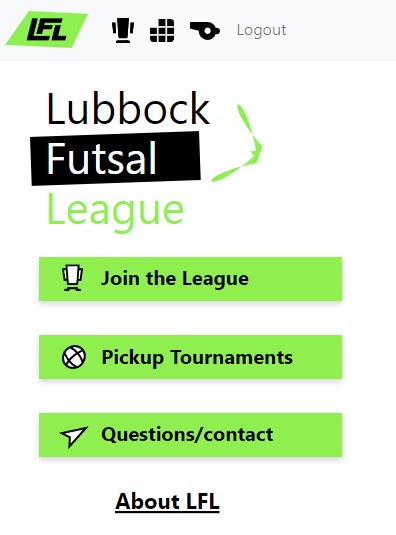 LFL
Logout
Lubbock
Futsal
League
Join the League
Pickup Tournaments
Questions/contact
About LFL